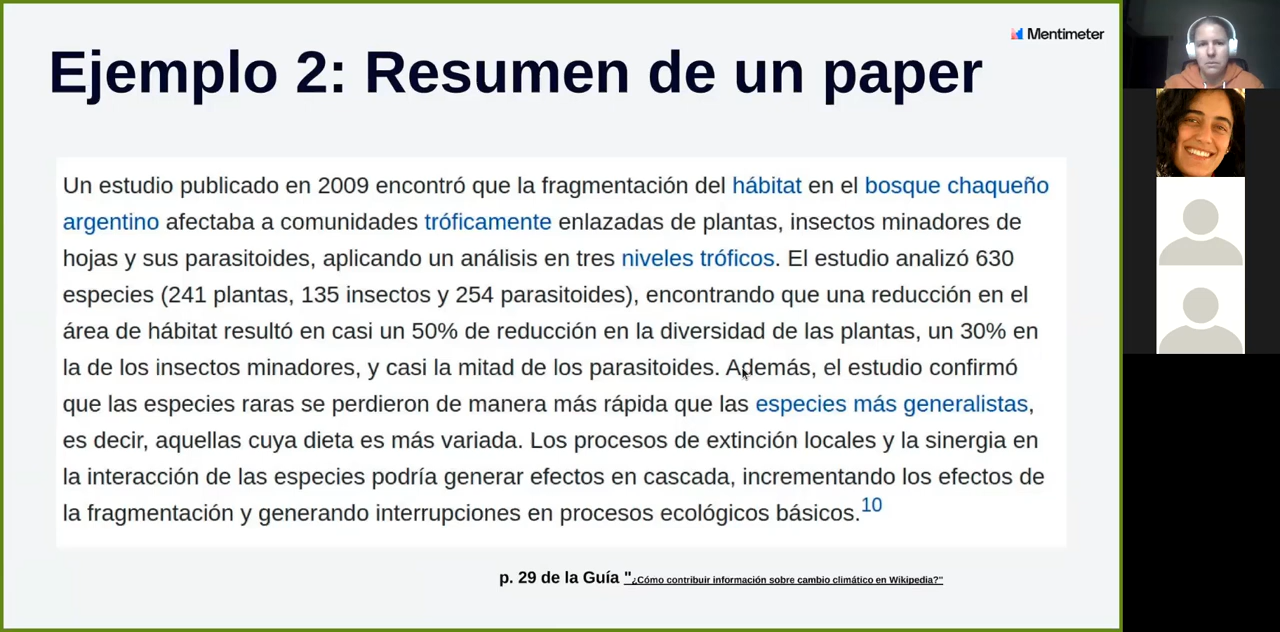 Mentimeter
Ejemplo 2: Resumen de un paper
Un estudio publicado en 2009 encontró que la fragmentación del hábitat en el bosque chaqueño
argentino afectaba a comunidades tróficamente enlazadas de plantas, insectos minadores de
hojas y sus parasitoides, aplicando un análisis en tres niveles tróficos. El estudio analizó 630
especies (241 plantas, 135 insectos y 254 parasitoides), encontrando que una reducción en el
área de hábitat resultó en casi un 50% de reducción en la diversidad de las plantas, un 30% en
la de los insectos minadores, y casi la mitad de los parasitoides. Además, el estudio confirmó
que las especies raras se perdieron de manera más rápida que las especies más generalistas,
es decir, aquellas cuya dieta es más variada. Los procesos de extinción locales y la sinergia en
la interacción de las especies podría generar efectos en cascada, incrementando los efectos de
la fragmentación y generando interrupciones en procesos ecológicos básicos.10
p. 29 de la Guía "¿Cómo contribuir información sobre cambio climático en Wikipedia?"